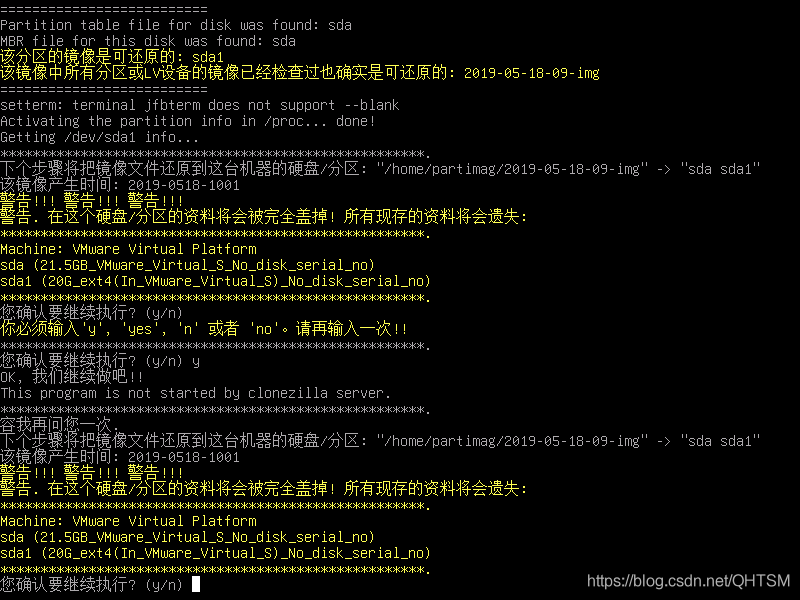 ==========================
Partition table file for disk was found: sda
MBR file for this disk was found: sda
该分区的镜像是可还原的: sda1
该镜像中所有分区或LV设备的镜像已经检查过也确实是可还原的: 2019-05-18-09-img
==========================
setterm: terminal jfbterm does not support --blank
Activating the partition info in /proc... done!
Getting /dev/sda1 info...
*****************************************************.
下个步骤将把镜像文件还原到这台机器的硬盘/分区: "/home/partimag/2019-05-18-09-img" -> "sda sda1"
该镜像产生时间: 2019-0518-1001
警告!!! 警告!!! 警告!!!
警告. 在这个硬盘/分区的资料将会被完全盖掉! 所有现存的资料将会遗失:
*****************************************************.
Machine: VMware Virtual Platform
sda (21.5GB_VMware_Virtual_S_No_disk_serial_no)
sda1 (20G_ext4(In_VMware_Virtual_S)_No_disk_serial_no)
*****************************************************.
您确认要继续执行? (y/n)
你必须输入'y', 'yes', 'n' 或者 'no'。请再输入一次!!
*****************************************************.
您确认要继续执行? (y/n) y
OK, 我们继续做吧!!
This program is not started by clonezilla server.
*****************************************************.
容我再问您一次.
下个步骤将把镜像文件还原到这台机器的硬盘/分区: "/home/partimag/2019-05-18-09-img" -> "sda sda1"
该镜像产生时间: 2019-0518-1001
警告!!! 警告!!! 警告!!!
警告. 在这个硬盘/分区的资料将会被完全盖掉! 所有现存的资料将会遗失:
*****************************************************.
Machine: VMware Virtual Platform
sda (21.5GB_VMware_Virtual_S_No_disk_serial_no)
sda1 (20G_ext4(In_VMware_Virtual_S)_No_disk_serial_no)
*****************************************************.
您确认要继续执行? (y/n)
https://blog.csdn.net/QHTSM